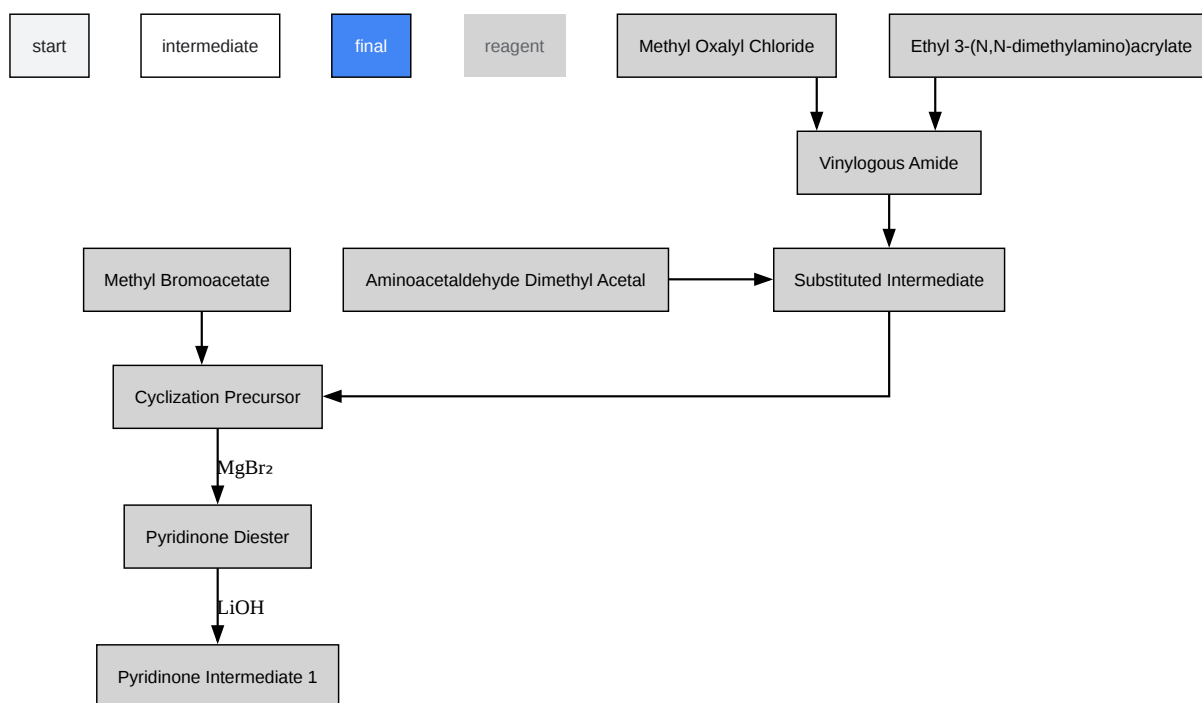 start
intermediate
final
reagent
Methyl Oxalyl Chloride
Ethyl 3-(N,N-dimethylamino)acrylate
Vinylogous Amide
Methyl Bromoacetate
Aminoacetaldehyde Dimethyl Acetal
Substituted Intermediate
Cyclization Precursor
MgBr₂
Pyridinone Diester
LiOH
Pyridinone Intermediate 1